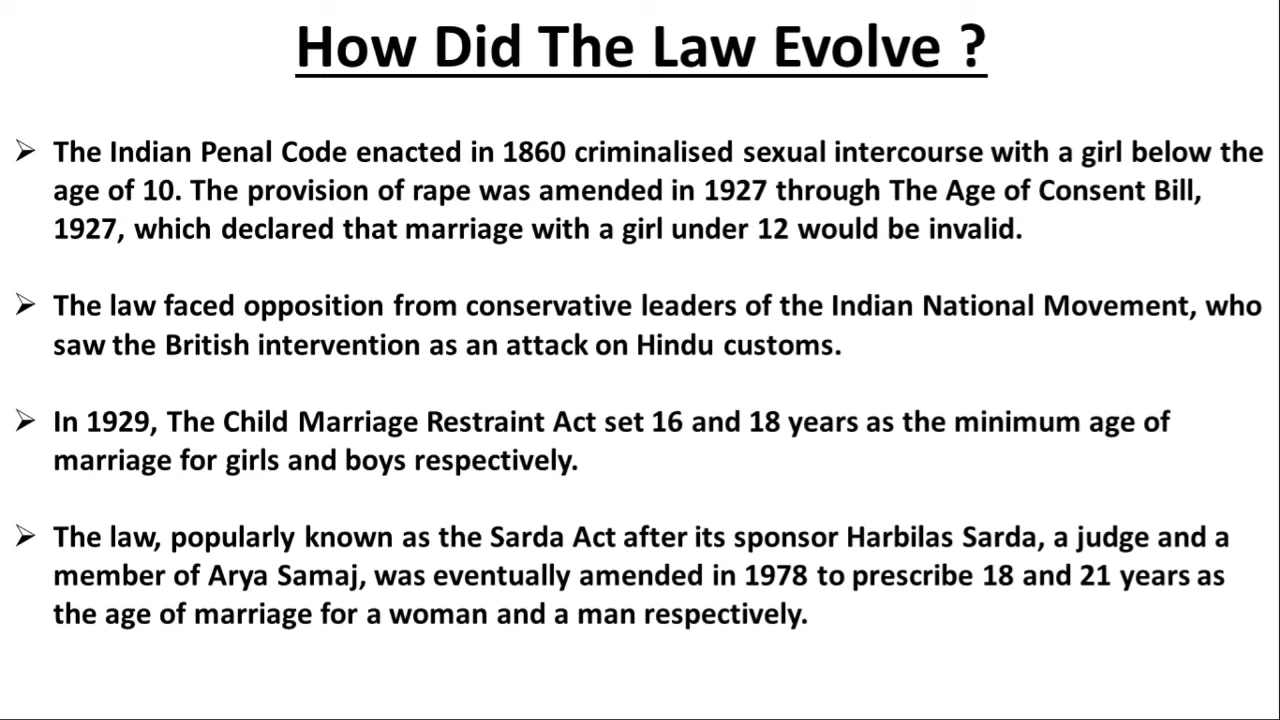 How Did The Law Evolve ?
➢ The Indian Penal Code enacted in 1860 criminalised sexual intercourse with a girl below the
age of 10. The provision of rape was amended in 1927 through The Age of Consent Bill,
1927, which declared that marriage with a girl under 12 would be invalid.
➢ The law faced opposition from conservative leaders of the Indian National Movement, who
saw the British intervention as an attack on Hindu customs.
➢ In 1929, The Child Marriage Restraint Act set 16 and 18 years as the minimum age of
marriage for girls and boys respectively.
➢ The law, popularly known as the Sarda Act after its sponsor Harbilas Sarda, a judge and a
member of Arya Samaj, was eventually amended in 1978 to prescribe 18 and 21 years as
the age of marriage for a woman and a man respectively.